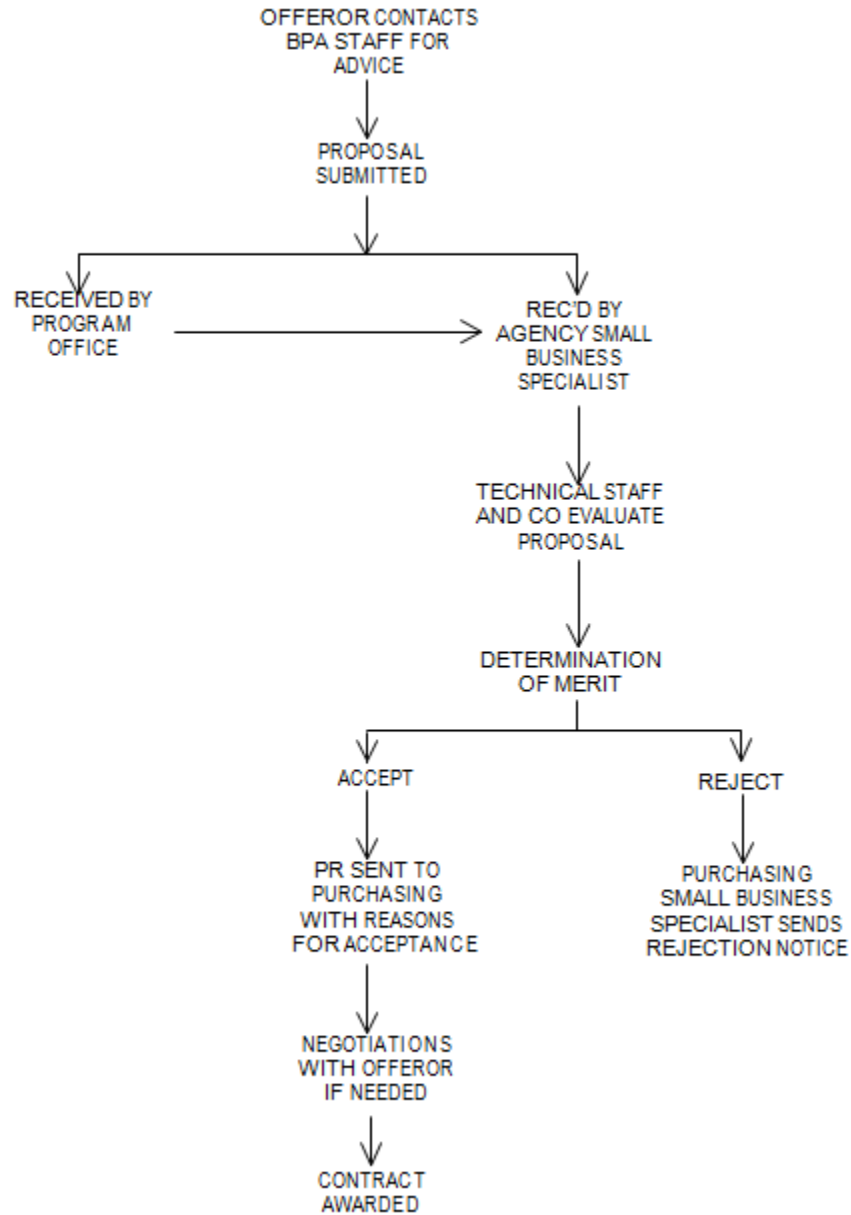 OFFEROR CONTACTS
BPA STAFF FOR
ADVICE
PROPOSAL
SUBMITTED
RECEIVED BY
PROGRAM
OFFICE
REC'D BY
AGENCY SMALL
BUSINESS
SPECIALIST
TECHNICAL STAFF
AND CO EVALUATE
PROPOSAL
DETERMINATION
OF MERIT
ACCEPT
REJECT
PR SENT TO
PURCHASING
WITH REASONS
FOR ACCEPTANCE
PURCHASING
SMALL BUSINESS
SPECIALIST SENDS
REJECTION NOTICE
NEGOTIATIONS
WITH OFFEROR
IF NEEDED
CONTRACT
AWARDED